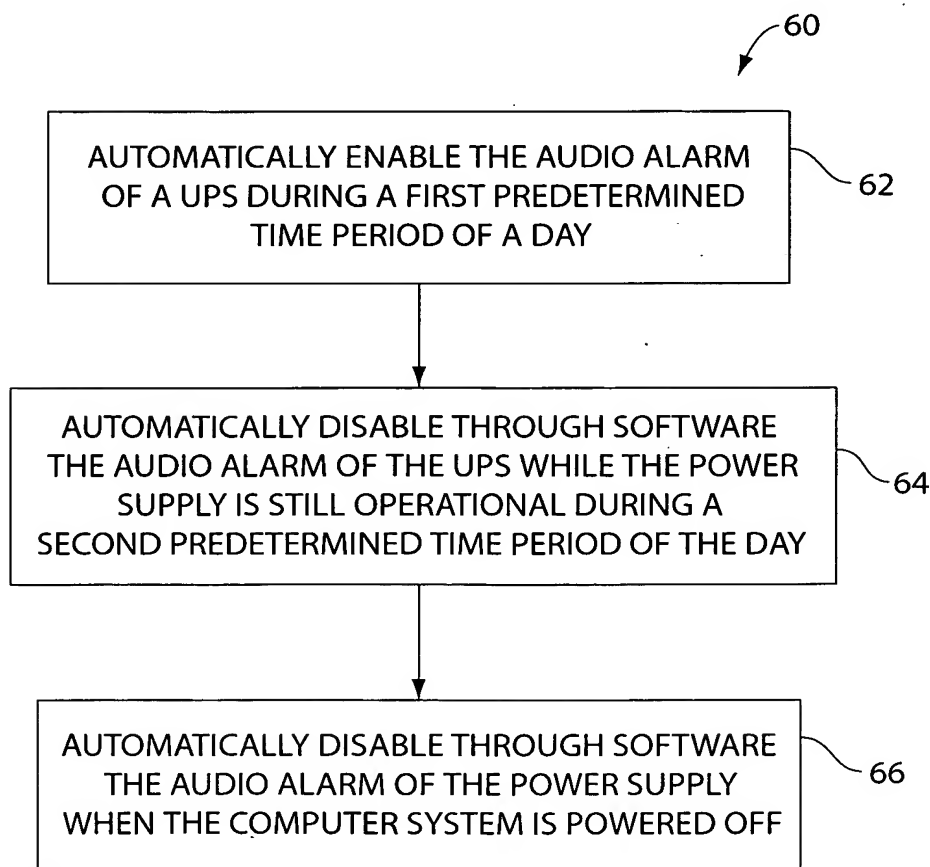 60
AUTOMATICALLY ENABLE THE AUDIO ALARM
OF A UPS DURING A FIRST PREDETERMINED
TIME PERIOD OF A DAY
62
AUTOMATICALLY DISABLE THROUGH SOFTWARE
THE AUDIO ALARM OF THE UPS WHILE THE POWER
SUPPLY IS STILL OPERATIONAL DURING A
SECOND PREDETERMINED TIME PERIOD OF THE DAY
64
AUTOMATICALLY DISABLE THROUGH SOFTWARE
THE AUDIO ALARM OF THE POWER SUPPLY
WHEN THE COMPUTER SYSTEM IS POWERED OFF
66